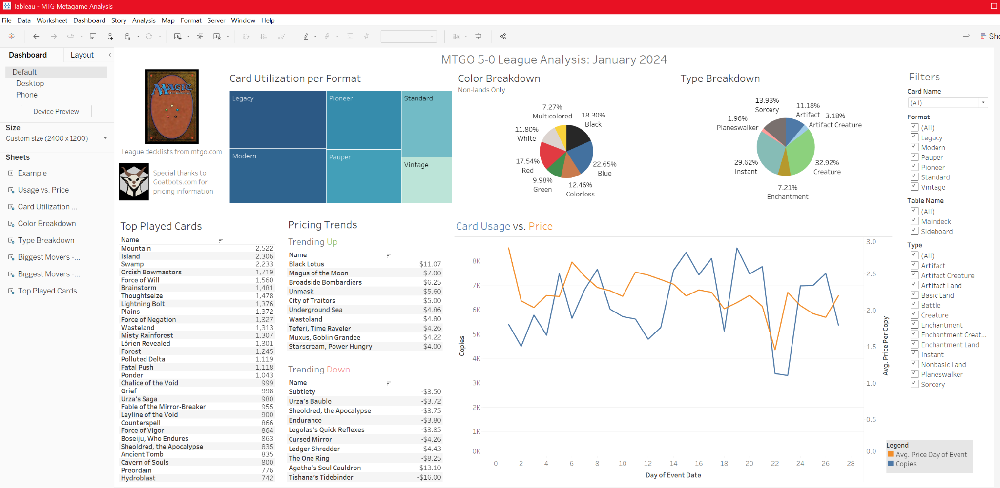 Tableau - MTG Metagame Analysis
File Data Worksheet Dashboard Story Analysis Map Format Server Window Help
Dashboard Layout
Default
Desktop
Phone
Device Preview
Size
Custom size (2400 x 1200)
Sheets
Example
Usage vs. Price
Card Utilization ...
Color Breakdown
Type Breakdown
Biggest Movers -...
Biggest Movers -...
Top Played Cards
MTGO 5-0 League Analysis: January 2024
MAGIC
League decklists from mtgo.com
Special thanks to
Goatbots.com for
pricing information
Card Utilization per Format
Legacy
Pioneer
Standard
Modern
Pauper
Vintage
Color Breakdown
Non-lands Only
7.27%
Multicolored
18.30%
Black
11.80%
White
17.54%
Red
22.65%
Blue
9.98%
Green
12.46%
Colorless
Type Breakdown
13.93%
Sorcery
11.18%
Artifact
3.18%
Artifact Creature
1.96%
Planeswalker
29.62%
Instant
32.92%
Creature
7.21%
Enchantment
Top Played Cards
Name
Mountain 2,522
Island 2,306
Swamp 2,233
Orcish Bowmasters 1,719
Force of Will 1,560
Brainstorm 1,481
Thoughtseize 1,478
Lightning Bolt 1,376
Plains 1,372
Force of Negation 1,327
Wasteland 1,313
Misty Rainforest 1,307
Lórien Revealed 1,301
Forest 1,245
Polluted Delta 1,119
Fatal Push 1,118
Ponder 1,043
Chalice of the Void 999
Grief 998
Urza's Saga 980
Fable of the Mirror-Breaker 955
Leyline of the Void 900
Counterspell 866
Force of Vigor 864
Boseiju, Who Endures 863
Sheoldred, the Apocalypse 835
Ancient Tomb 835
Cavern of Souls 800
Preordain 776
Hydroblast 742
Pricing Trends
Trending Up
Name
Black Lotus $11.07
Magus of the Moon $7.00
Broadside Bombardiers $6.25
Unmask $5.60
City of Traitors $5.00
Underground Sea $4.86
Wasteland $4.80
Teferi, Time Raveler $4.26
Muxus, Goblin Grandee $4.22
Starscream, Power Hungry $4.00
Trending Down
Name
Subtlety -$3.50
Urza's Bauble -$3.72
Sheoldred, the Apocalypse -$3.75
Endurance -$3.80
Legolas's Quick Reflexes -$3.85
Cursed Mirror -$4.26
Ledger Shredder -$4.43
The One Ring -$8.25
Agatha's Soul Cauldron -$13.10
Tishana's Tidebinder -$16.00
Card Usage vs. Price
Copies
8K
7K
6K
5K
4K
3K
2K
1K
0K
3.0
2.5
2.0
1.5
1.0
0.5
0.0
Avg. Price Per Copy
0 2 4 6 8 10 12 14 16 18 20 22 24 26 28
Day of Event Date
Sho
Filters
Card Name
(All)
Format
(All)
Legacy
Modern
Pauper
Pioneer
Standard
Vintage
Table Name
(All)
Maindeck
Sideboard
Type
(All)
Artifact
Artifact Creature
Artifact Land
Basic Land
Battle
Creature
Enchantment
Enchantment Creat...
Enchantment Land
Instant
Nonbasic Land
Planeswalker
Sorcery
Legend
Avg. Price Day of Event
Copies